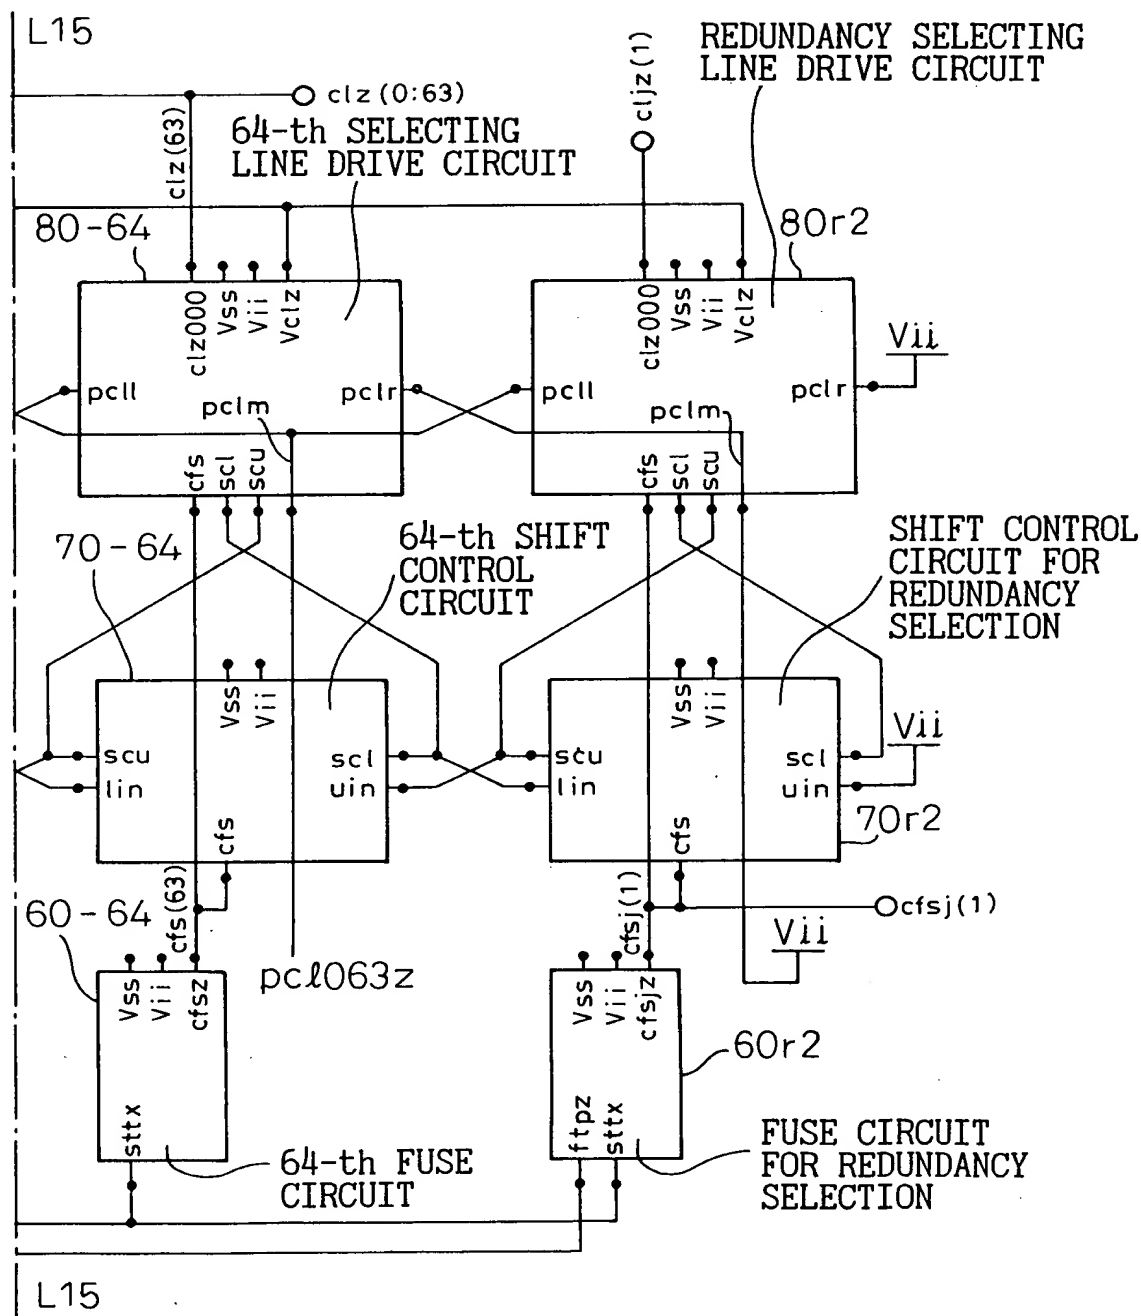 L15
clz (0:63)
clz (63)
cljz (1)
REDUNDANCY SELECTING
LINE DRIVE CIRCUIT
64-th SELECTING
LINE DRIVE CIRCUIT
80-64
80r2
clz000
Vss
Vii
Vclz
clz000
Vss
Vii
Vclz
Vii
pcll
pclr
pcll
pclr
pclm
pclm
cfs
scl
scu
cfs
scl
scu
70-64
64-th SHIFT
CONTROL
CIRCUIT
SHIFT CONTROL
CIRCUIT FOR
REDUNDANCY
SELECTION
Vss
Vii
Vss
Vii
Vii
scu
scl
scu
scl
lin
uin
lin
uin
cfs
cfs
70r2
60-64
cfs (63)
cfsj (1)
cfsj (1)
Vii
pcl063z
Vss
Vii
cfsz
Vss
Vii
cfsjz
60r2
sttx
ftpz
sttx
64-th FUSE
CIRCUIT
FUSE CIRCUIT
FOR REDUNDANCY
SELECTION
L15